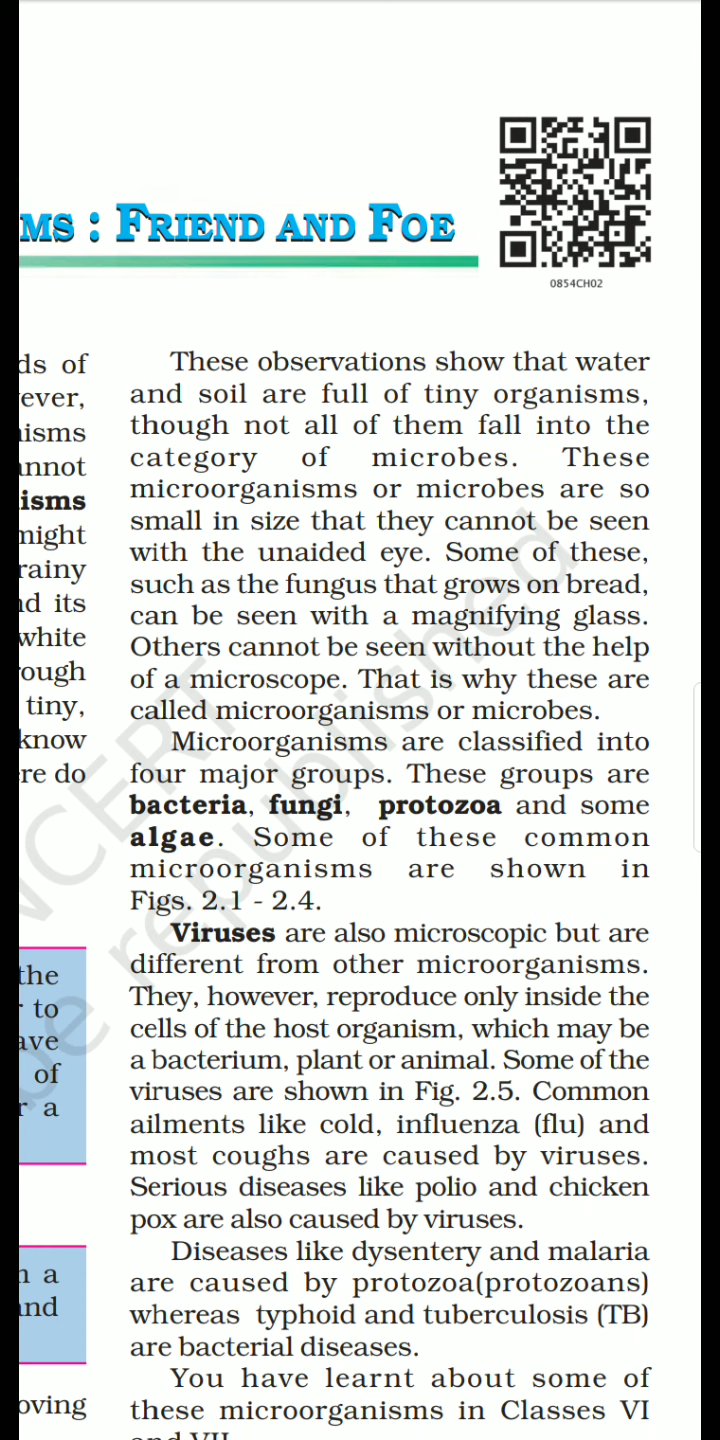 MS : FRIEND AND FOE
0854CH02
ds of
ever,
isms
annot
isms
might
rainy
nd its
white
rough
tiny,
know
ere do
the
r to
ave
of
r a
n a
and
oving
These observations show that water
and soil are full of tiny organisms,
though not all of them fall into the
category of microbes. These
microorganisms or microbes are so
small in size that they cannot be seen
with the unaided eye. Some of these,
such as the fungus that grows on bread,
can be seen with a magnifying glass.
Others cannot be seen without the help
of a microscope. That is why these are
called microorganisms or microbes.
Microorganisms are classified into
four major groups. These groups are
bacteria, fungi, protozoa and some
algae. Some of these common
microorganisms are shown in
Figs. 2.1 - 2.4.
Viruses are also microscopic but are
different from other microorganisms.
They, however, reproduce only inside the
cells of the host organism, which may be
a bacterium, plant or animal. Some of the
viruses are shown in Fig. 2.5. Common
ailments like cold, influenza (flu) and
most coughs are caused by viruses.
Serious diseases like polio and chicken
pox are also caused by viruses.
Diseases like dysentery and malaria
are caused by protozoa(protozoans)
whereas typhoid and tuberculosis (TB)
are bacterial diseases.
You have learnt about some of
these microorganisms in Classes VI
and VII.
NCERT
be republished